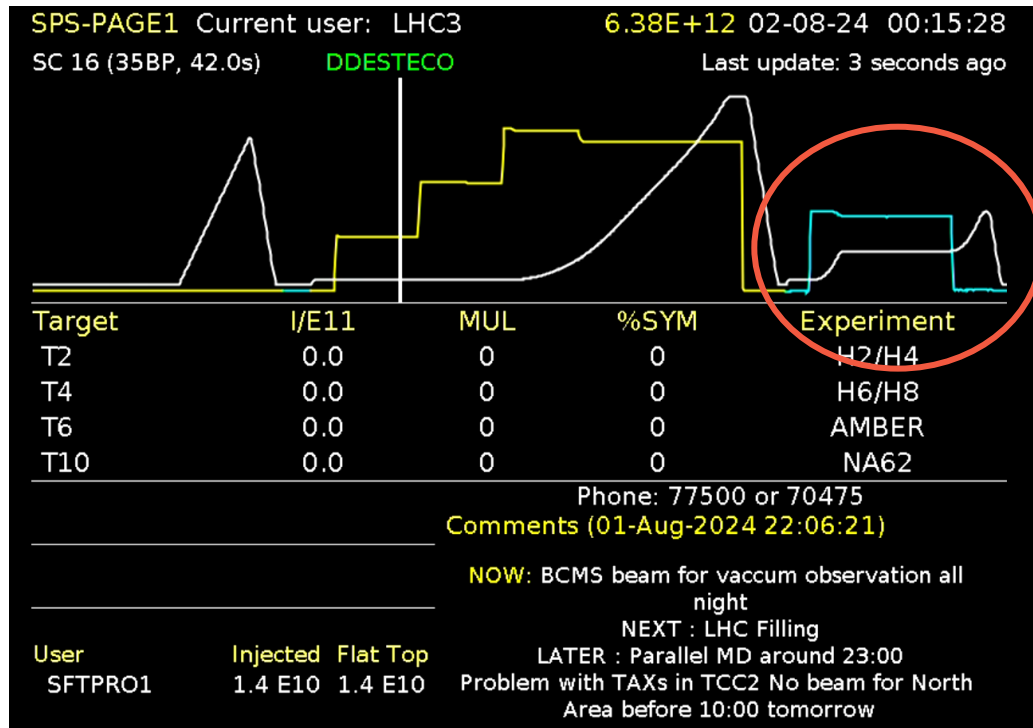 SPS-PAGE1 Current user: LHC3 6.38E+12 02-08-24 00:15:28
SC 16 (35BP, 42.0s) DDESTECO Last update: 3 seconds ago
Target I/E11 MUL %SYM Experiment
T2 0.0 0 0 H2/H4
T4 0.0 0 0 H6/H8
T6 0.0 0 0 AMBER
T10 0.0 0 0 NA62
Phone: 77500 or 70475
Comments (01-Aug-2024 22:06:21)
NOW: BCMS beam for vaccum observation all
night
NEXT : LHC Filling
LATER : Parallel MD around 23:00
Problem with TAXs in TCC2 No beam for North
Area before 10:00 tomorrow
User Injected Flat Top
SFTPRO1 1.4 E10 1.4 E10